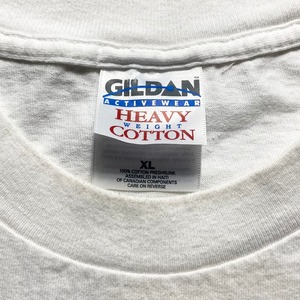 GILDAN
ACTIVEWEAR
HEAVY
WEIGHT
COTTON
XL
100% COTTON PRESHRUNK
ASSEMBLED IN HAITI
OF CANADIAN COMPONENTS
CARE ON REVERSE